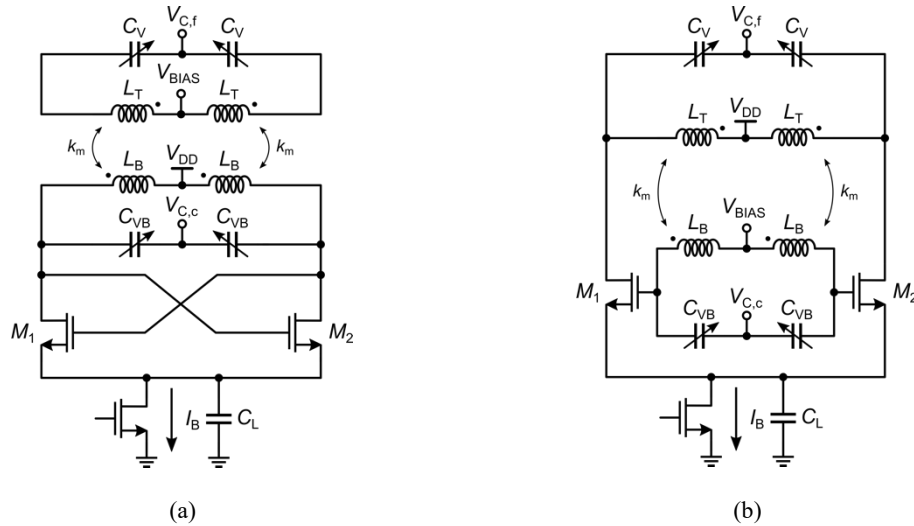 V_C,f
C_V C_V
V_BIAS
L_T L_T
k_m k_m
V_DD
L_B L_B
V_C,c
C_VB C_VB
M_1 M_2
I_B C_L
(a)
V_C,f
C_V C_V
V_DD
L_T L_T
k_m k_m
V_BIAS
L_B L_B
M_1 M_2
V_C,c
C_VB C_VB
I_B C_L
(b)